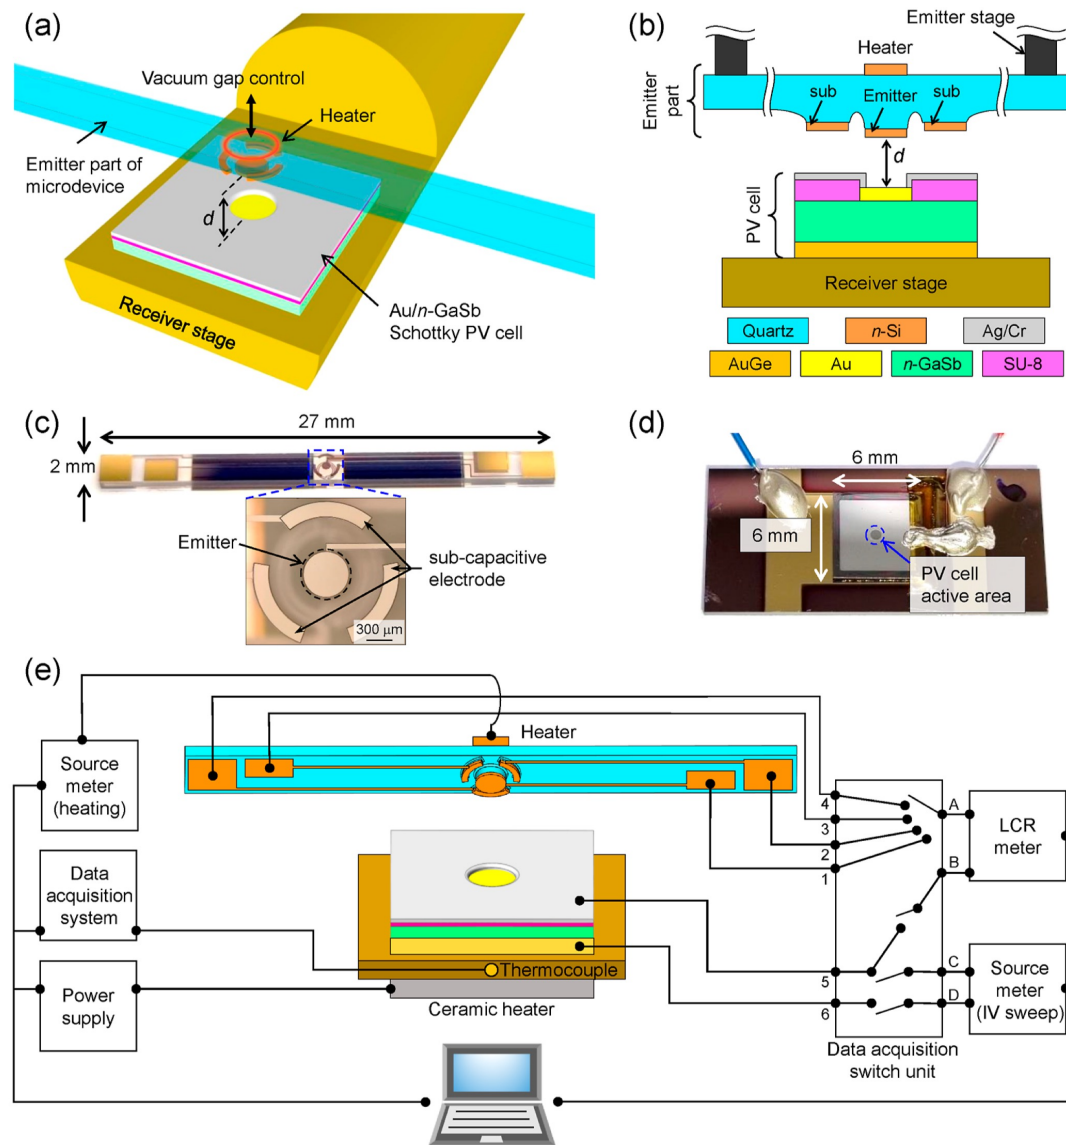 (a)
Vacuum gap control
Heater
Emitter part of
microdevice
d
Au/n-GaSb
Schottky PV cell
Receiver stage
(b)
Emitter stage
Heater
Emitter
part
sub
Emitter
sub
d
PV cell
Receiver stage
Quartz
n-Si
Ag/Cr
AuGe
Au
n-GaSb
SU-8
(c)
27 mm
2 mm
Emitter
sub-capacitive
electrode
300 μm
(d)
6 mm
6 mm
PV cell
active area
(e)
Heater
Source
meter
(heating)
Data
acquisition
system
Power
supply
Thermocouple
Ceramic heater
4
3
2
1
5
6
A
B
C
D
LCR
meter
Source
meter
(IV sweep)
Data acquisition
switch unit